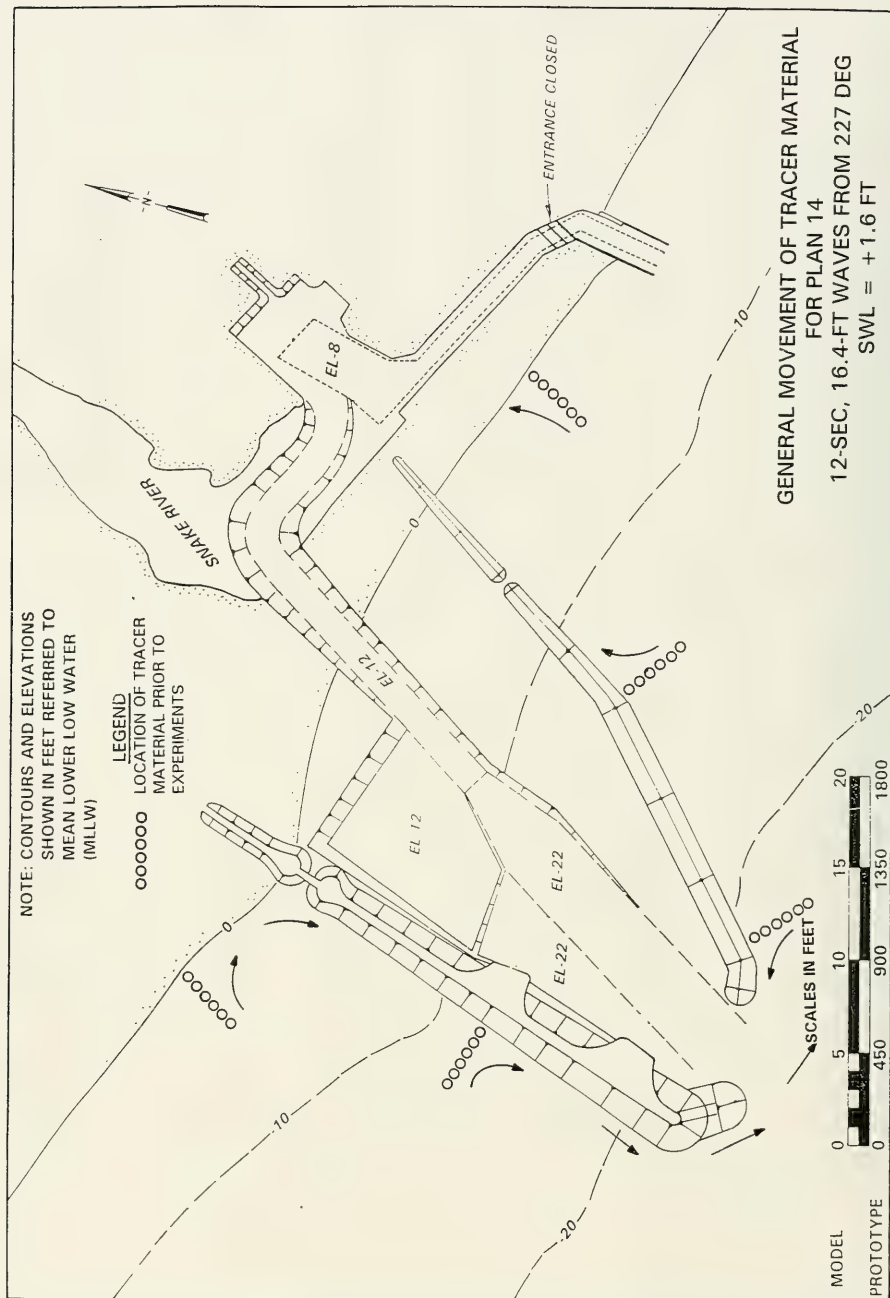 NOTE: CONTOURS AND ELEVATIONS
SHOWN IN FEET REFERRED TO
MEAN LOWER LOW WATER
(MLLW)
LEGEND
LOCATION OF TRACER
MATERIAL PRIOR TO
EXPERIMENTS
SNAKE RIVER
-N-
EL-8
ENTRANCE CLOSED
EL-12
EL 12
EL-22
EL-22
0
-10
-20
0
-10
-20
GENERAL MOVEMENT OF TRACER MATERIAL
FOR PLAN 14
12-SEC, 16.4-FT WAVES FROM 227 DEG
SWL = +1.6 FT
SCALES IN FEET
MODEL 0 5 10 15 20
PROTOTYPE 0 450 900 1350 1800